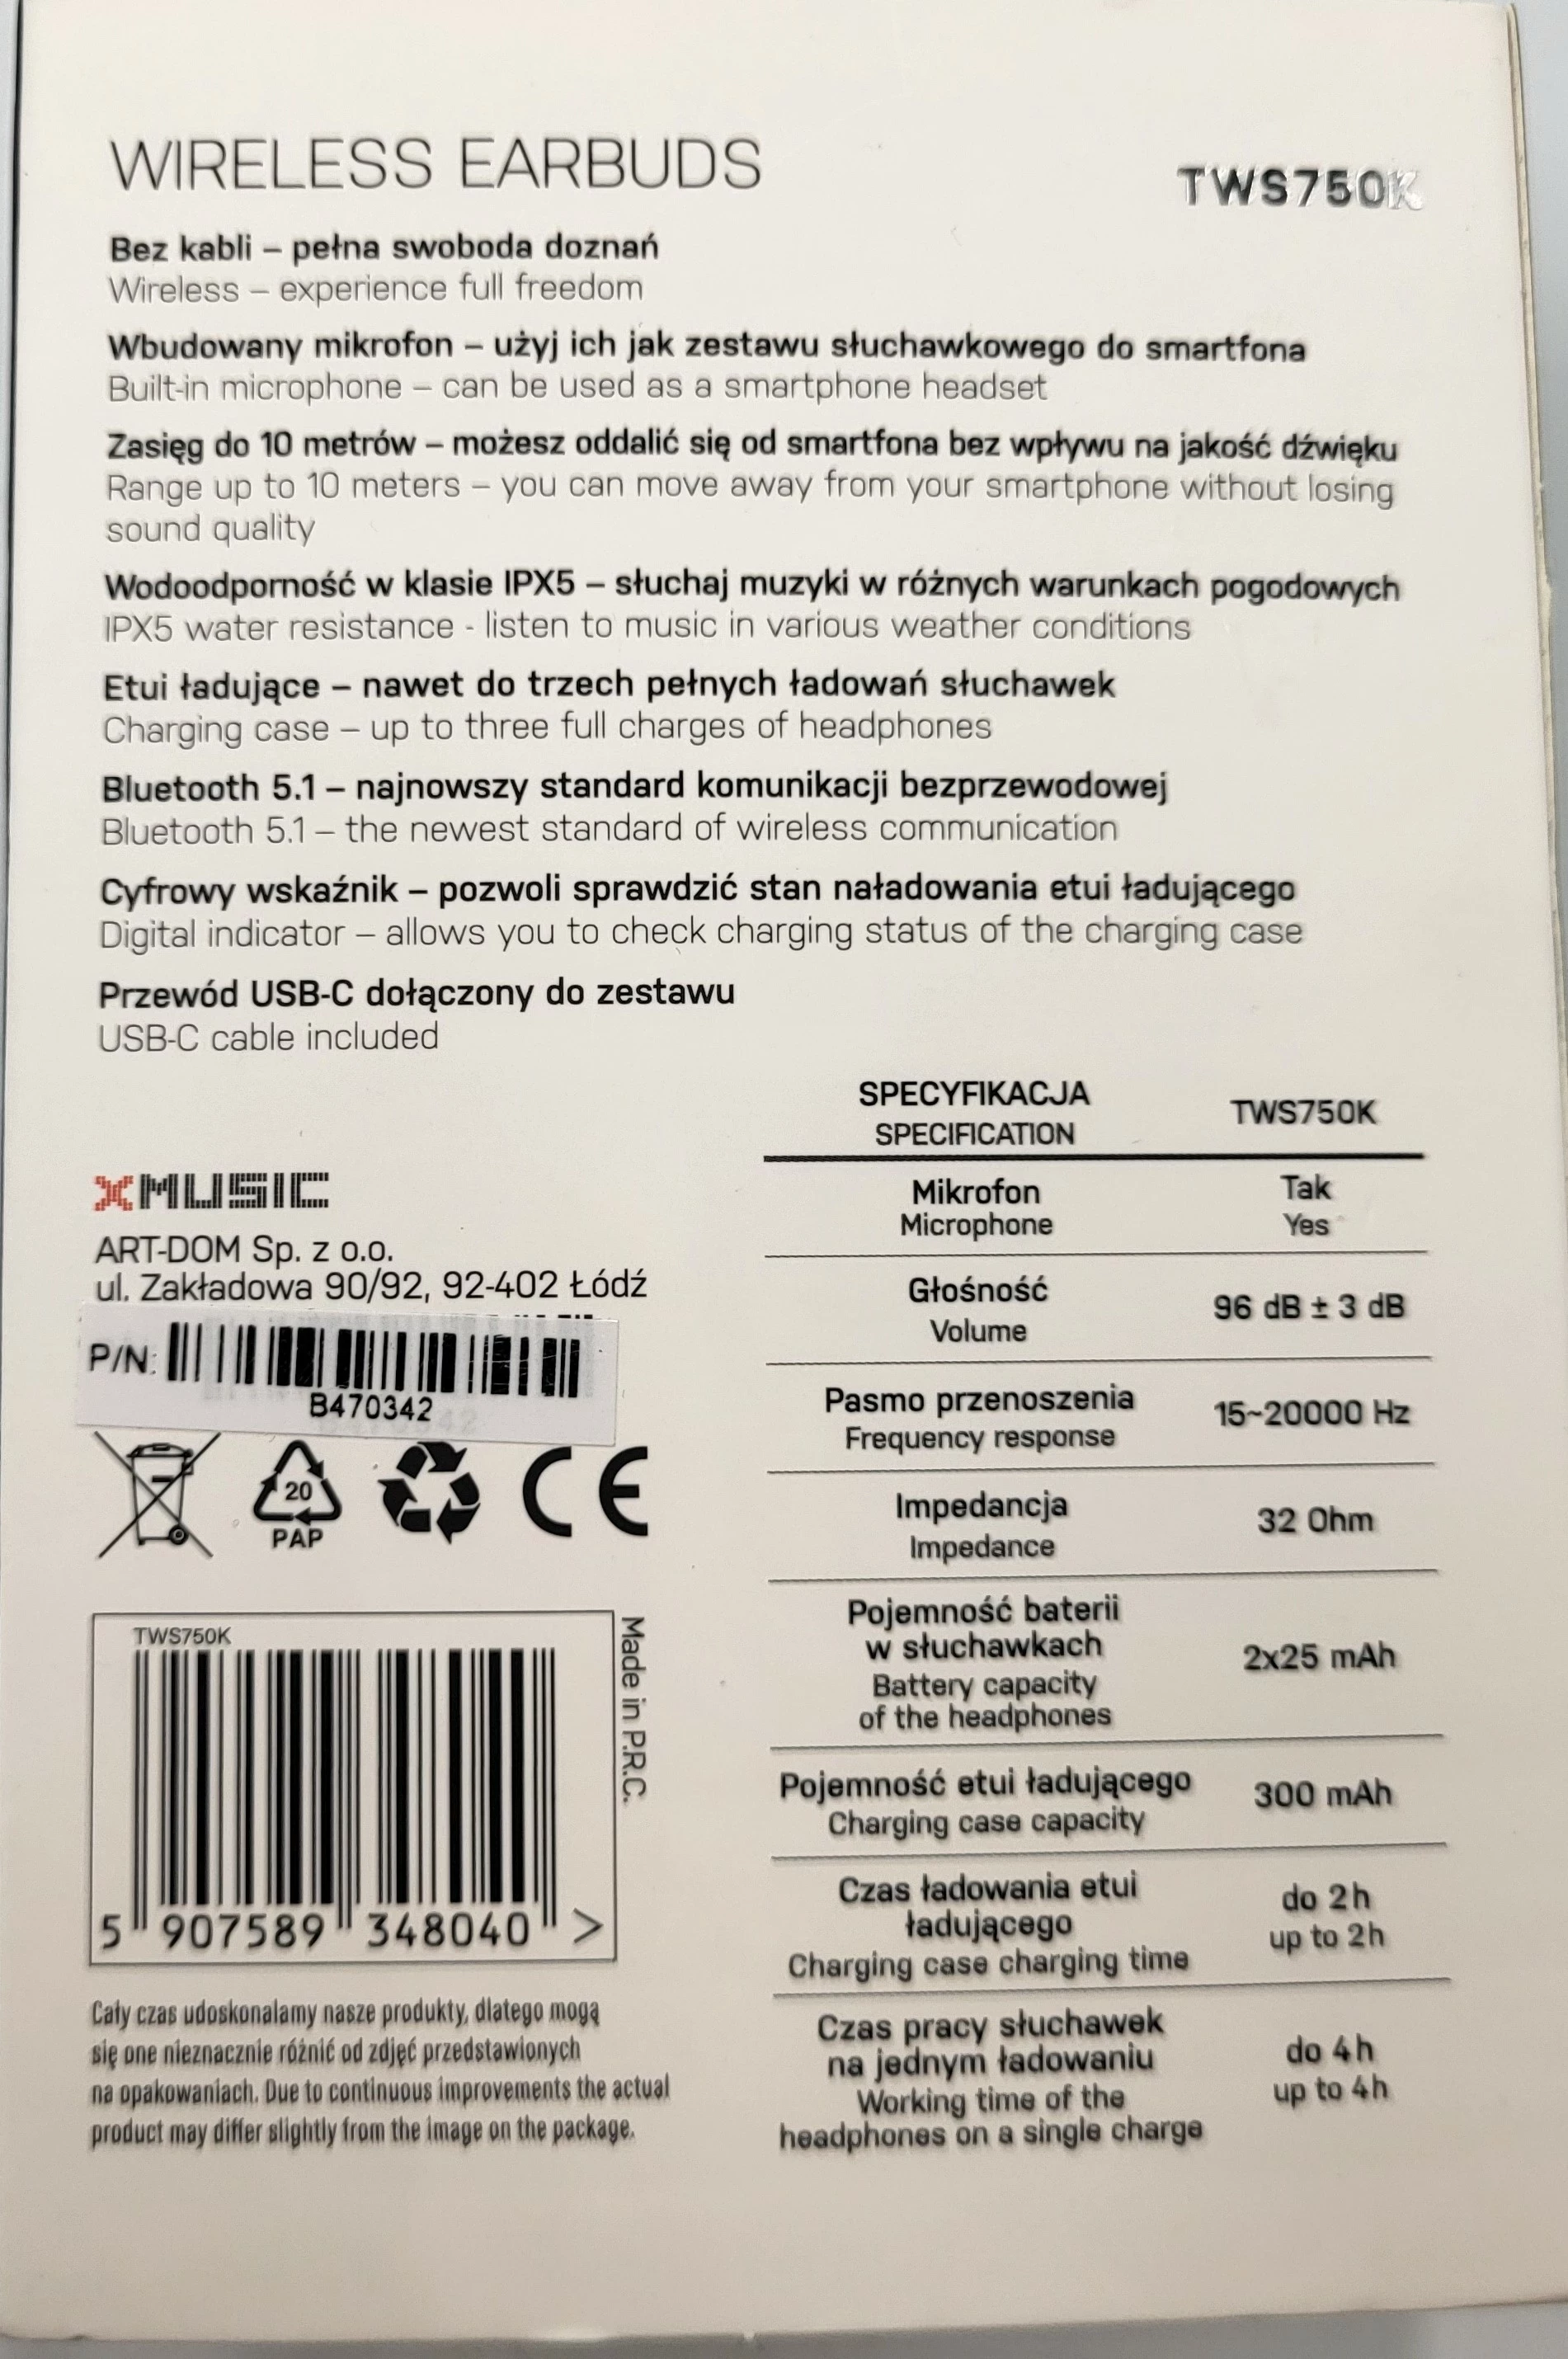 WIRELESS EARBUDS
TWS750K
Bez kabli – pełna swoboda doznań
Wireless – experience full freedom
Wbudowany mikrofon – użyj ich jak zestawu słuchawkowego do smartfona
Built-in microphone – can be used as a smartphone headset
Zasięg do 10 metrów – możesz oddalić się od smartfona bez wpływu na jakość dźwięku
Range up to 10 meters – you can move away from your smartphone without losing
sound quality
Wodoodporność w klasie IPX5 – słuchaj muzyki w różnych warunkach pogodowych
IPX5 water resistance - listen to music in various weather conditions
Etui ładujące – nawet do trzech pełnych ładowań słuchawek
Charging case – up to three full charges of headphones
Bluetooth 5.1 – najnowszy standard komunikacji bezprzewodowej
Bluetooth 5.1 – the newest standard of wireless communication
Cyfrowy wskaźnik – pozwoli sprawdzić stan naładowania etui ładującego
Digital indicator – allows you to check charging status of the charging case
Przewód USB-C dołączony do zestawu
USB-C cable included
XMUSIC
ART-DOM Sp. z o.o.
ul. Zakładowa 90/92, 92-402 Łódź
P/N:
B470342
20
PAP
CE
TWS750K
5 907589 348040 >
Made in P.R.C.
Cały czas udoskonalamy nasze produkty, dlatego mogą
się one nieznacznie różnić od zdjęć przedstawionych
na opakowaniach. Due to continuous improvements the actual
product may differ slightly from the image on the package.
SPECYFIKACJA
SPECIFICATION
TWS750K
Mikrofon
Microphone
Tak
Yes
Głośność
Volume
96 dB ± 3 dB
Pasmo przenoszenia
Frequency response
15~20000 Hz
Impedancja
Impedance
32 Ohm
Pojemność baterii
w słuchawkach
Battery capacity
of the headphones
2x25 mAh
Pojemność etui ładującego
Charging case capacity
300 mAh
Czas ładowania etui
ładującego
Charging case charging time
do 2h
up to 2h
Czas pracy słuchawek
na jednym ładowaniu
Working time of the
headphones on a single charge
do 4h
up to 4h